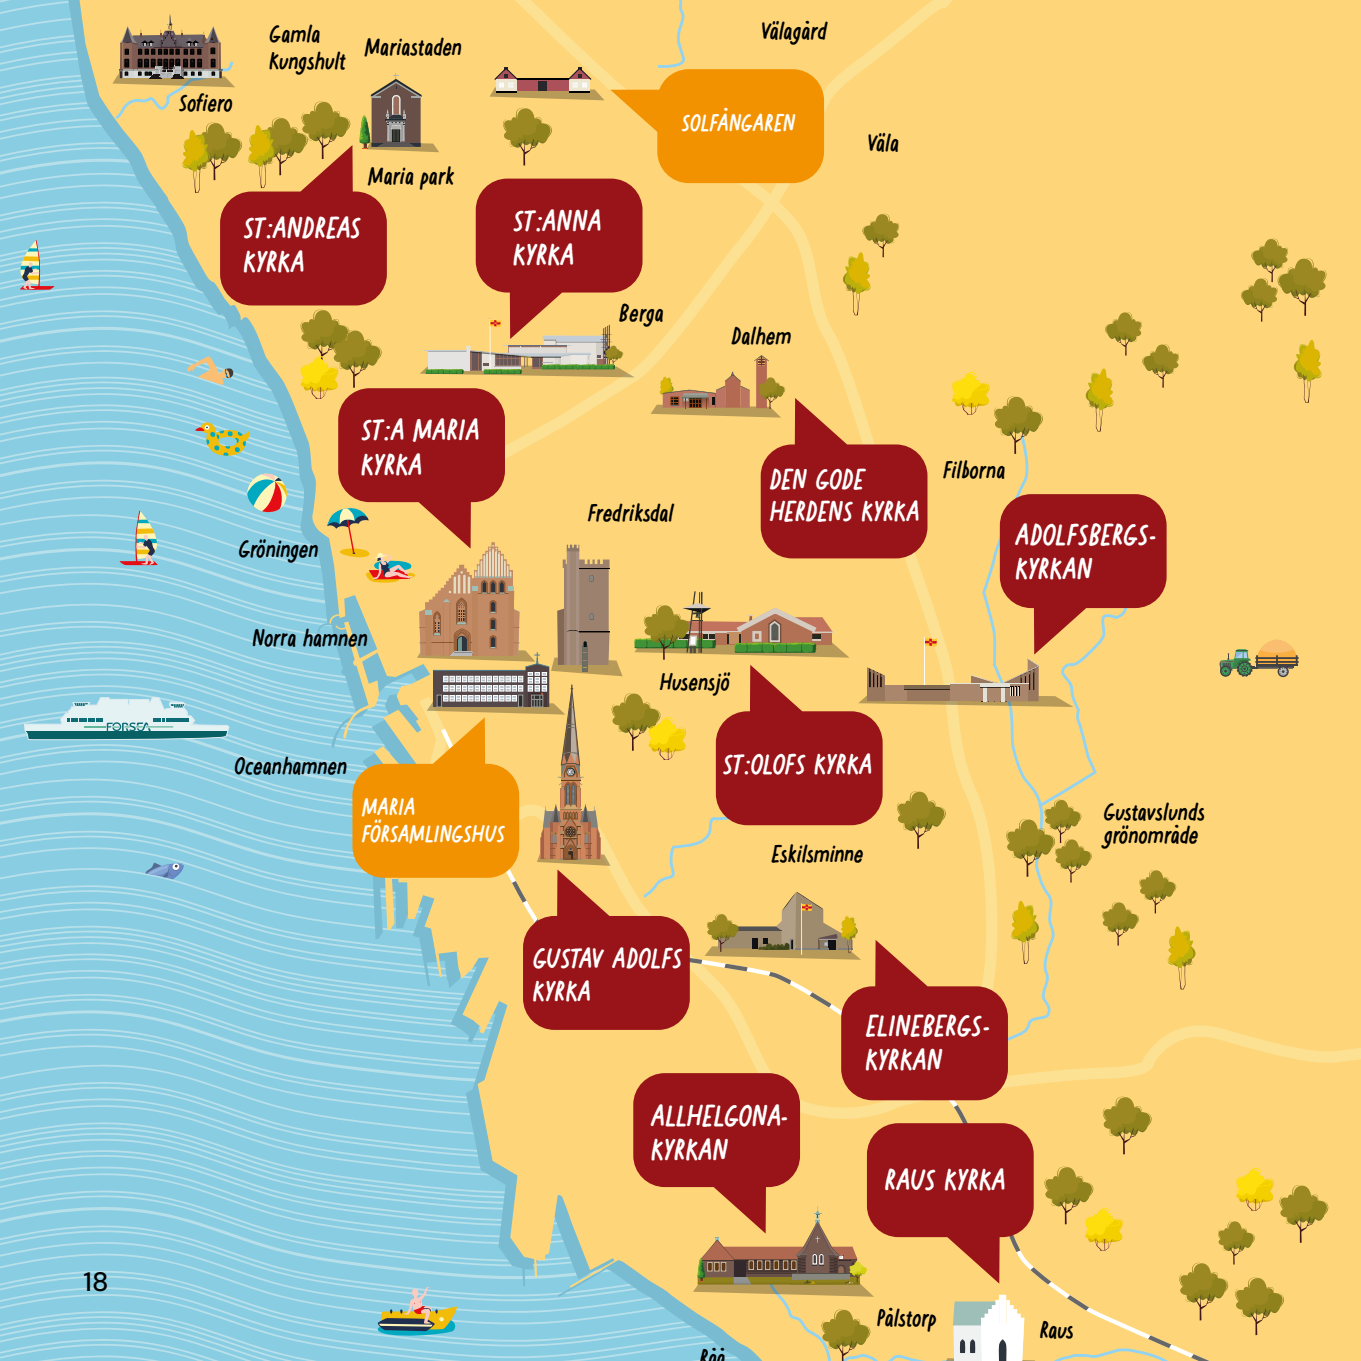 Gamla
Kungshult
Mariastaden
Välagård
Sofiero
SOLFÅNGAREN
Väla
Maria park
ST:ANDREAS
KYRKA
ST:ANNA
KYRKA
Berga
Dalhem
ST:A MARIA
KYRKA
DEN GODE
HERDENS KYRKA
Filborna
Fredriksdal
Gröningen
ADOLFSBERGS-
KYRKAN
Norra hamnen
Husensjö
FORSEA
Oceanhamnen
ST:OLOFS KYRKA
MARIA
FÖRSAMLINGSHUS
Gustavslunds
grönområde
Eskilsminne
GUSTAV ADOLFS
KYRKA
ELINEBERGS-
KYRKAN
ALLHELGONA-
KYRKAN
RAUS KYRKA
18
Pålstorp
Raus
Råå